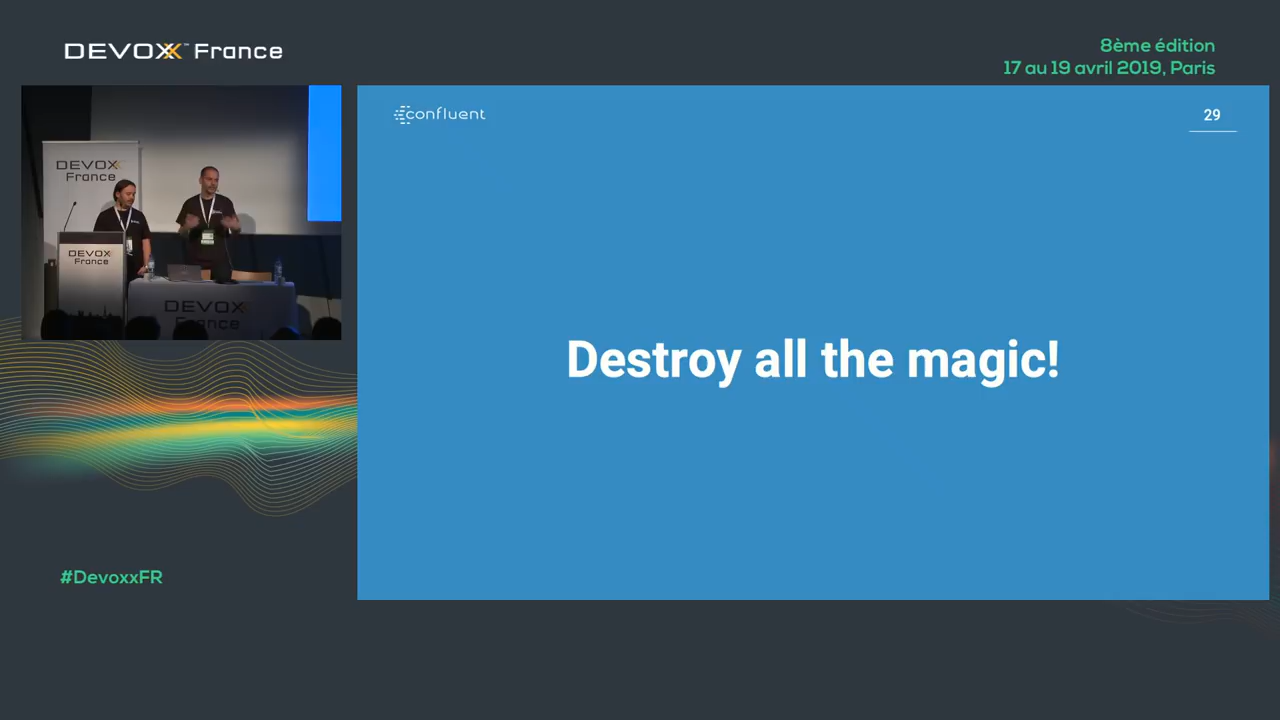 DEVOXX™ France
8ème édition
17 au 19 avril 2019, Paris
DEVOXX
France
DEVOXX
France
DEVOXX
France
confluent
29
Destroy all the magic!
#DevoxxFR